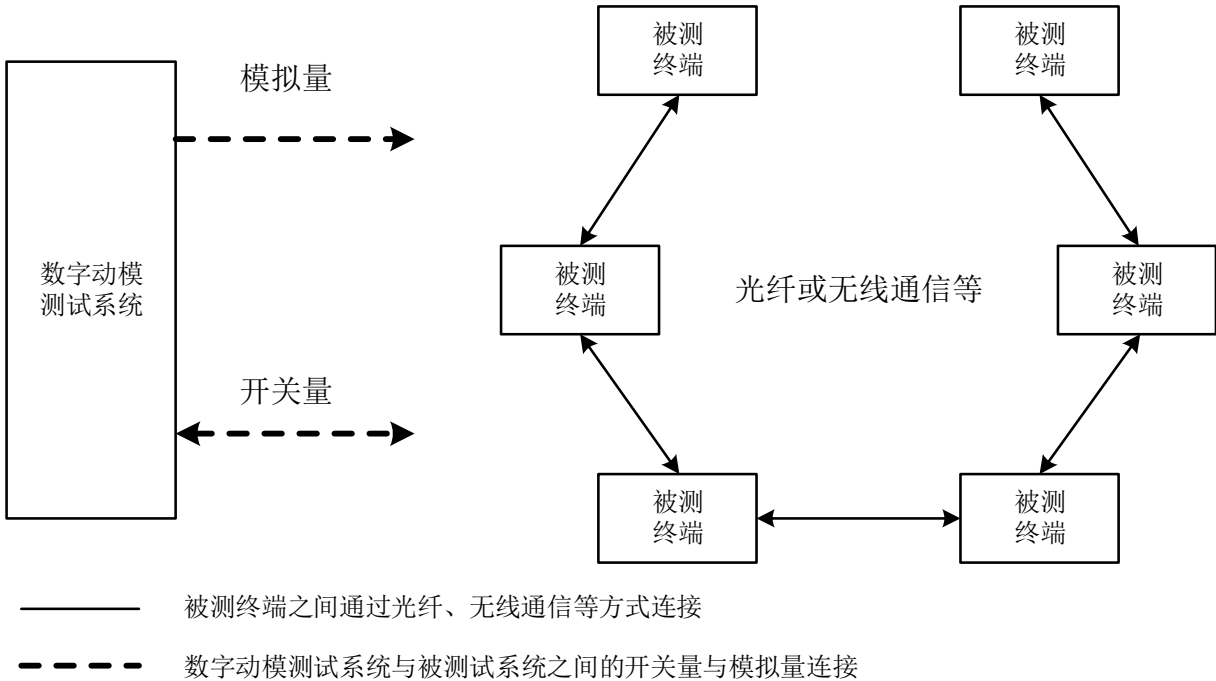 被测
终端
被测
终端
模拟量
数字动模
测试系统
被测
终端
光纤或无线通信等
被测
终端
开关量
被测
终端
被测
终端
被测终端之间通过光纤、无线通信等方式连接
数字动模测试系统与被测试系统之间的开关量与模拟量连接